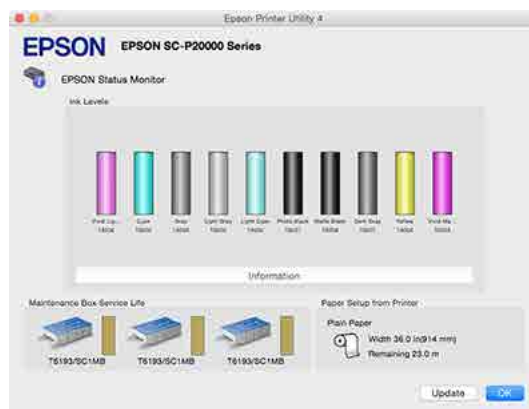 Epson Printer Utility 4
EPSON EPSON SC-P20000 Series
EPSON Status Monitor
Ink Levels
Cyan Gray Light Gray Light Cyan Photo Black Matte Black Dark Gray Yellow
Information
Maintenance Box Service Life
T6193/SC1MB T6193/SC1MB T6193/SC1MB
Paper Setup from Printer
Plain Paper
Width 36.0 in(914 mm)
Remaining 23.0 m
Update OK